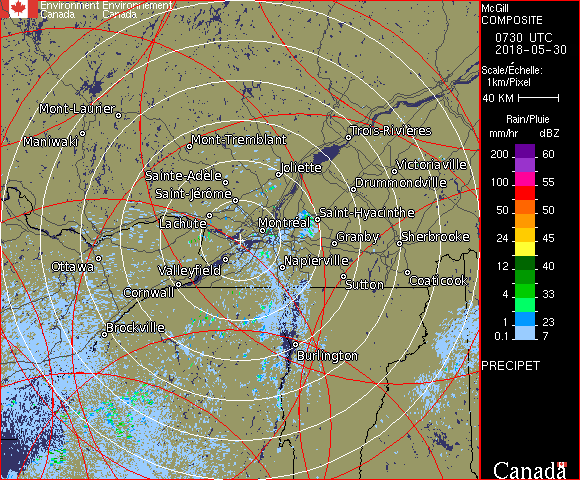 Environment Environnement
Canada Canada
McGill
COMPOSITE
0730 UTC
2018-05-30
Scale/Échelle:
1km/Pixel
40 KM
Rain/Pluie
mm/hr dBZ
200 60
100 55
50 50
24 45
12 40
4 33
1 23
0.1 7
PRECIPET
Canada
Mont-Laurier
Maniwaki
Mont-Tremblant
Trois-Rivières
Joliette
Victoriaville
Sainte-Adèle
Drummondville
Saint-Jérôme
Saint-Hyacinthe
Lachute
Montréal
Granby
Sherbrooke
Ottawa
Valleyfield
Napierville
Cornwall
Sutton
Coaticook
Brockville
Burlington